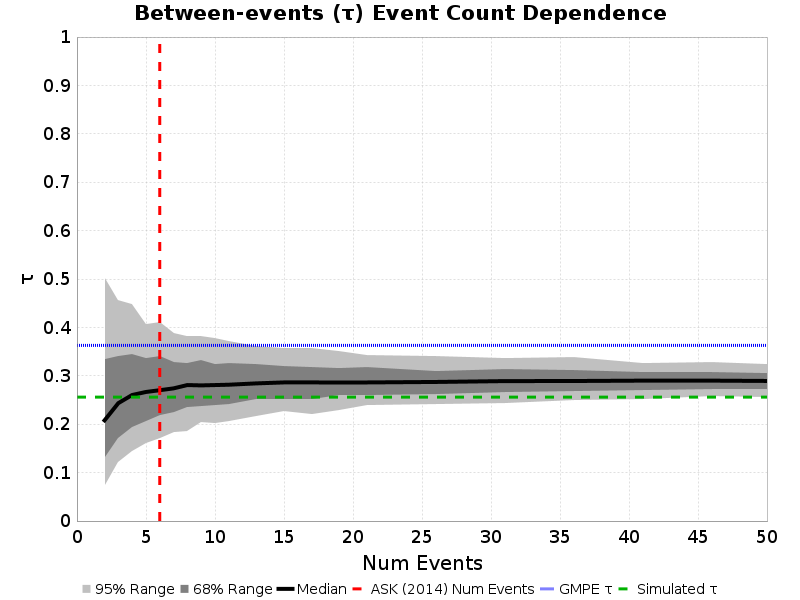 Between-events (τ) Event Count Dependence
1
0.9
0.8
0.7
0.6
0.5
0.4
0.3
0.2
0.1
0
τ
0 5 10 15 20 25 30 35 40 45 50
Num Events
95% Range 68% Range Median ASK (2014) Num Events GMPE τ Simulated τ